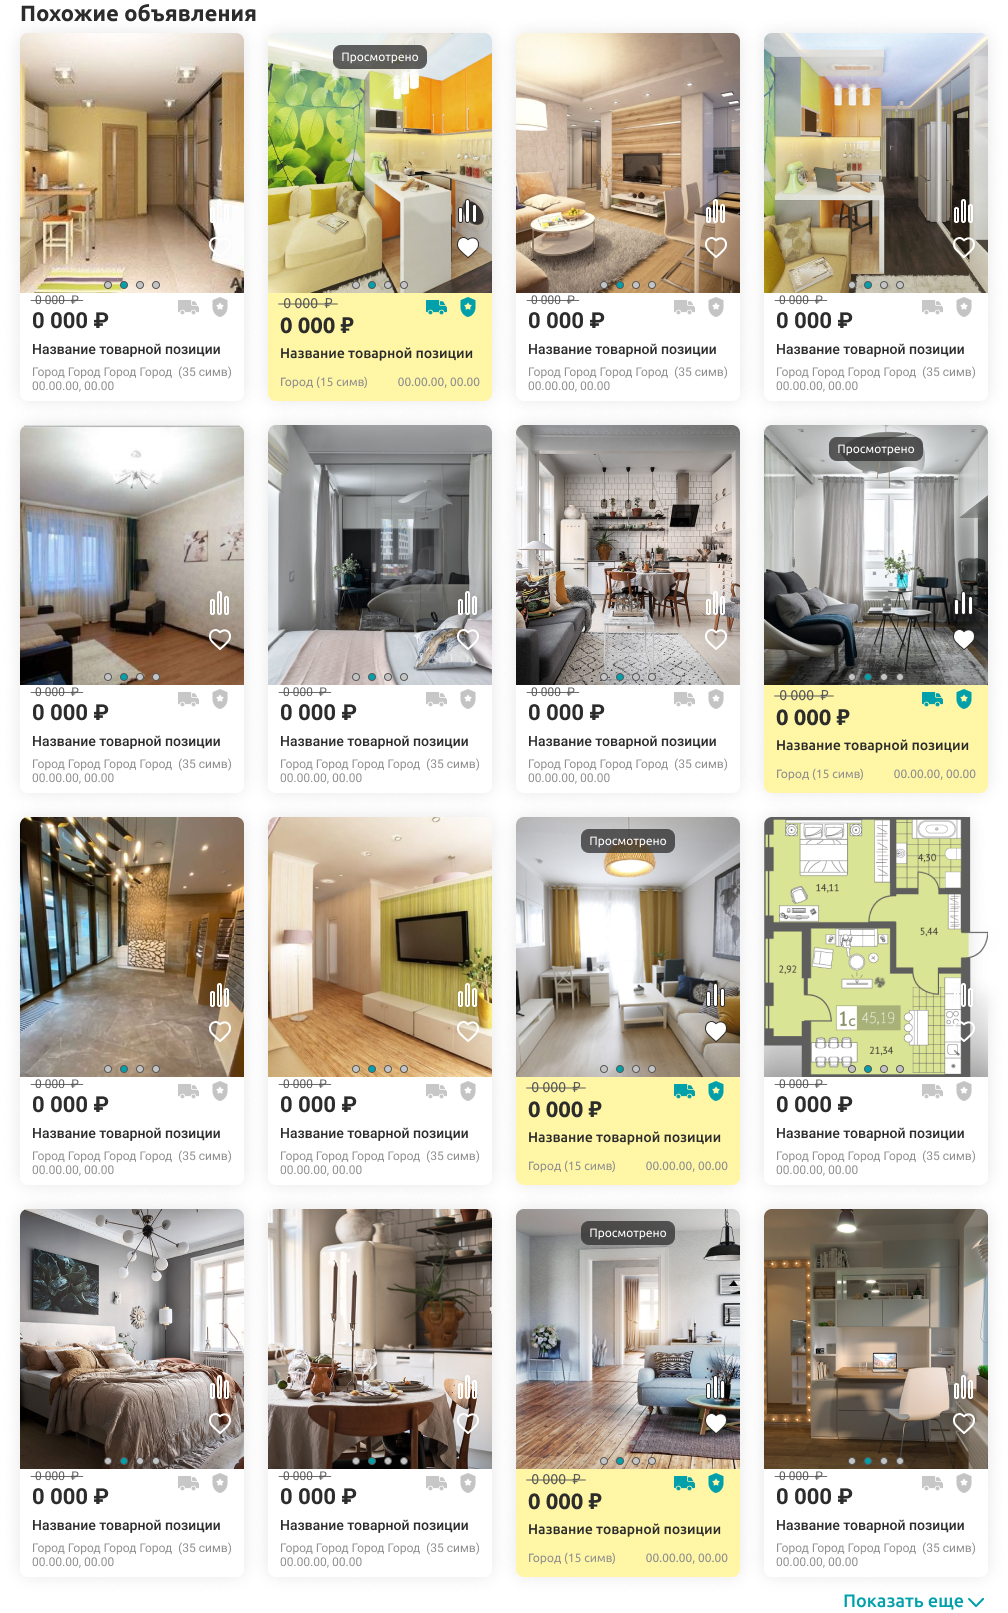 Похожие объявления
Просмотрено
0 000 ₽
0 000 ₽
Название товарной позиции
Город Город Город Город (35 симв)
00.00.00, 00.00
0 000 ₽
0 000 ₽
Название товарной позиции
Город (15 симв) 00.00.00, 00.00
0 000 ₽
0 000 ₽
Название товарной позиции
Город Город Город Город (35 симв)
00.00.00, 00.00
0 000 ₽
0 000 ₽
Название товарной позиции
Город Город Город Город (35 симв)
00.00.00, 00.00
Просмотрено
0 000 ₽
0 000 ₽
Название товарной позиции
Город Город Город Город (35 симв)
00.00.00, 00.00
0 000 ₽
0 000 ₽
Название товарной позиции
Город Город Город Город (35 симв)
00.00.00, 00.00
0 000 ₽
0 000 ₽
Название товарной позиции
Город Город Город Город (35 симв)
00.00.00, 00.00
0 000 ₽
0 000 ₽
Название товарной позиции
Город (15 симв) 00.00.00, 00.00
Просмотрено
4,30
14,11
5,44
2,92
1с 45,19
21,34
0 000 ₽
0 000 ₽
Название товарной позиции
Город Город Город Город (35 симв)
00.00.00, 00.00
0 000 ₽
0 000 ₽
Название товарной позиции
Город Город Город Город (35 симв)
00.00.00, 00.00
0 000 ₽
0 000 ₽
Название товарной позиции
Город (15 симв) 00.00.00, 00.00
0 000 ₽
0 000 ₽
Название товарной позиции
Город Город Город Город (35 симв)
00.00.00, 00.00
Просмотрено
0 000 ₽
0 000 ₽
Название товарной позиции
Город Город Город Город (35 симв)
00.00.00, 00.00
0 000 ₽
0 000 ₽
Название товарной позиции
Город Город Город Город (35 симв)
00.00.00, 00.00
0 000 ₽
0 000 ₽
Название товарной позиции
Город (15 симв) 00.00.00, 00.00
0 000 ₽
0 000 ₽
Название товарной позиции
Город Город Город Город (35 симв)
00.00.00, 00.00
Показать еще